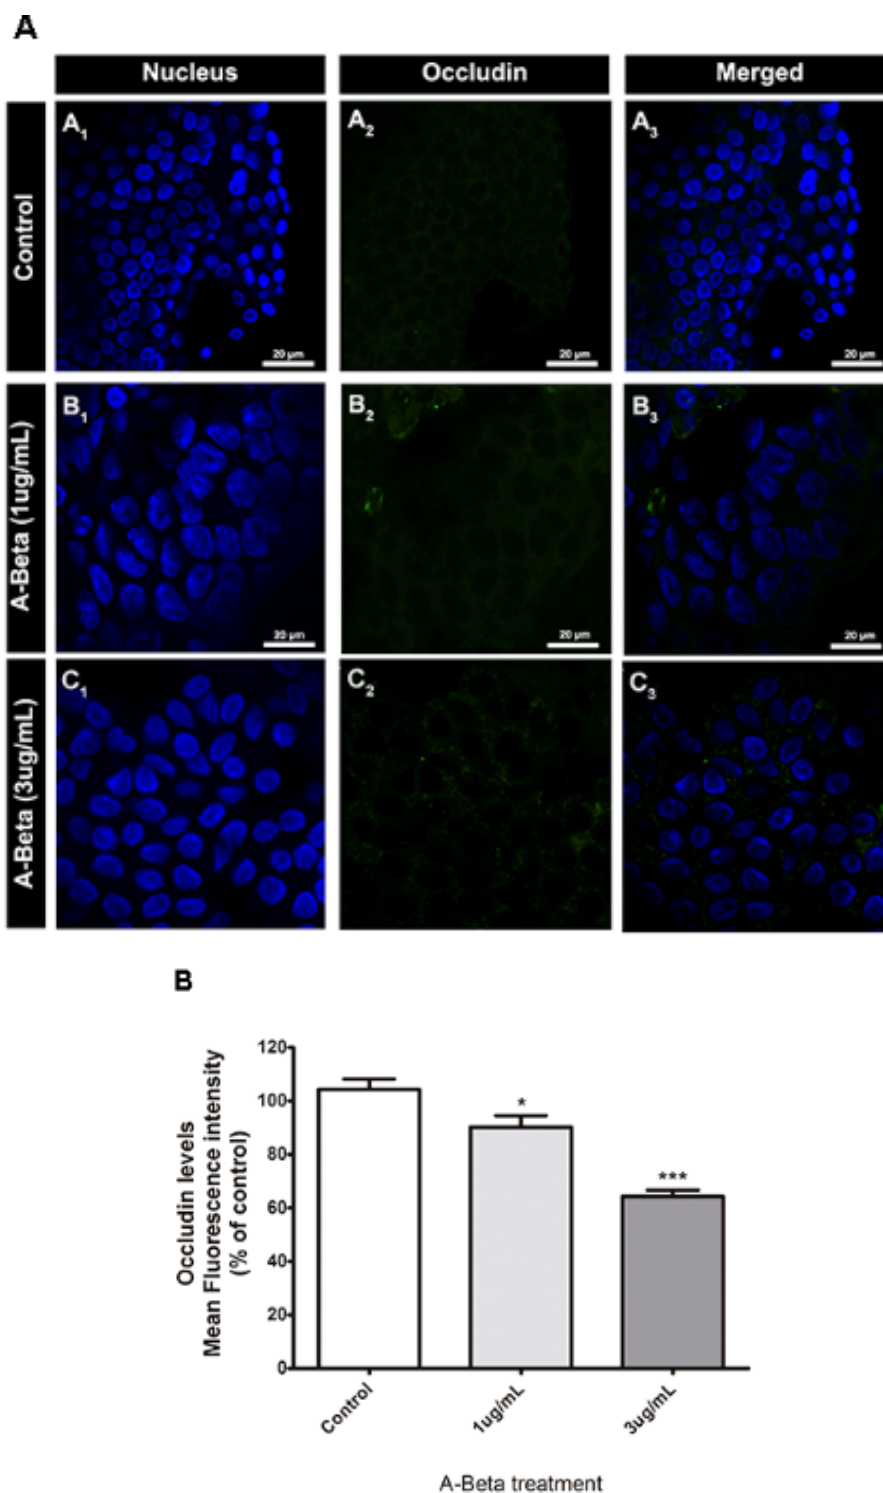 A
Nucleus Occludin Merged
Control
A1 A2 A3
20 µm 20 µm 20 µm
A-Beta (1ug/mL)
B1 B2 B3
20 µm 20 µm 20 µm
A-Beta (3ug/mL)
C1 C2 C3
B
Occludin levels
Mean Fluorescence intensity
(% of control)
120
100
80
60
40
20
0
*
***
Control 1ug/mL 3ug/mL
A-Beta treatment